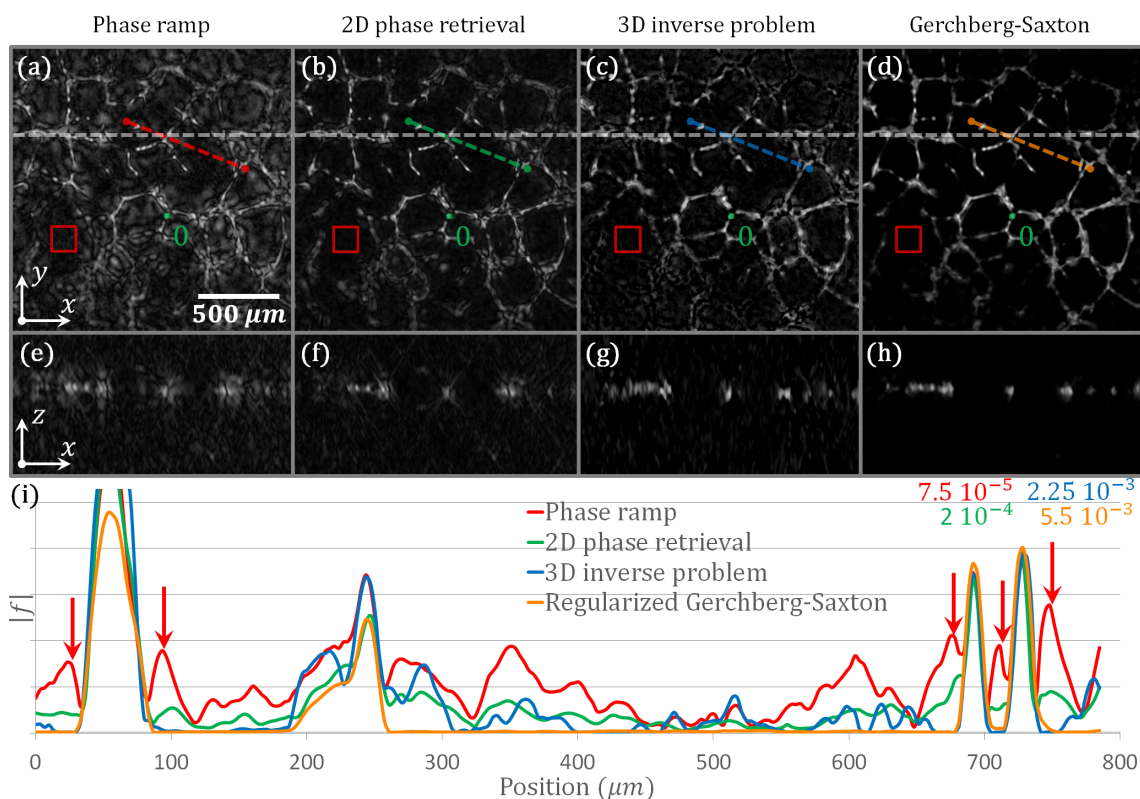 Phase ramp 2D phase retrieval 3D inverse problem Gerchberg-Saxton
(a) (b) (c) (d)
0 0 0 0
y
x
500 μm
(e) (f) (g) (h)
z
x
(i)
7.5 10⁻⁵ 2.25 10⁻³
2 10⁻⁴ 5.5 10⁻³
Phase ramp
2D phase retrieval
3D inverse problem
Regularized Gerchberg-Saxton
|f|
0 100 200 300 400 500 600 700 800
Position (μm)